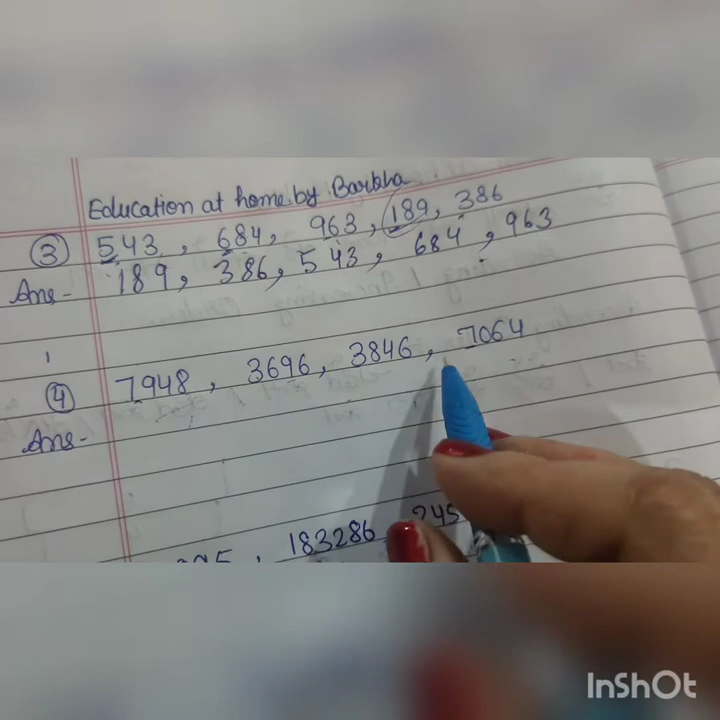 Education at home by Barkha
③ 543, 684, 963, 189, 386
Ans- 189, 386, 543, 684, 963
④ 7948, 3696, 3846, 7064
Ans-
183286 245
InShOt